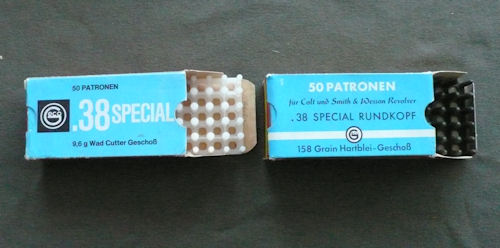 50 PATRONEN
.38 SPECIAL
9,6 g Wad Cutter Geschoß
50 PATRONEN
für Colt und Smith & Wesson Revolver
.38 SPECIAL RUNDKOPF
158 Grain Hartblei-Geschoß